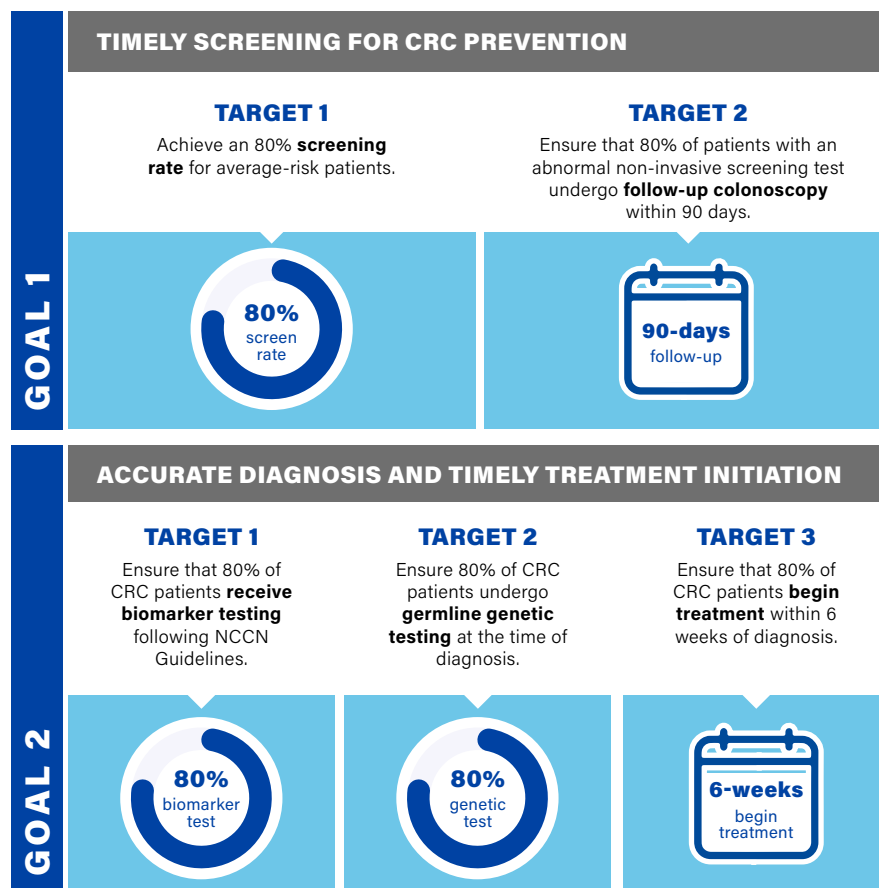 GOAL 1
TIMELY SCREENING FOR CRC PREVENTION
TARGET 1
Achieve an 80% screening
rate for average-risk patients.
80%
screen
rate
TARGET 2
Ensure that 80% of patients with an
abnormal non-invasive screening test
undergo follow-up colonoscopy
within 90 days.
90-days
follow-up
GOAL 2
ACCURATE DIAGNOSIS AND TIMELY TREATMENT INITIATION
TARGET 1
Ensure that 80% of
CRC patients receive
biomarker testing
following NCCN
Guidelines.
80%
biomarker
test
TARGET 2
Ensure 80% of CRC
patients undergo
germline genetic
testing at the time of
diagnosis.
80%
genetic
test
TARGET 3
Ensure that 80% of
CRC patients begin
treatment within 6
weeks of diagnosis.
6-weeks
begin
treatment